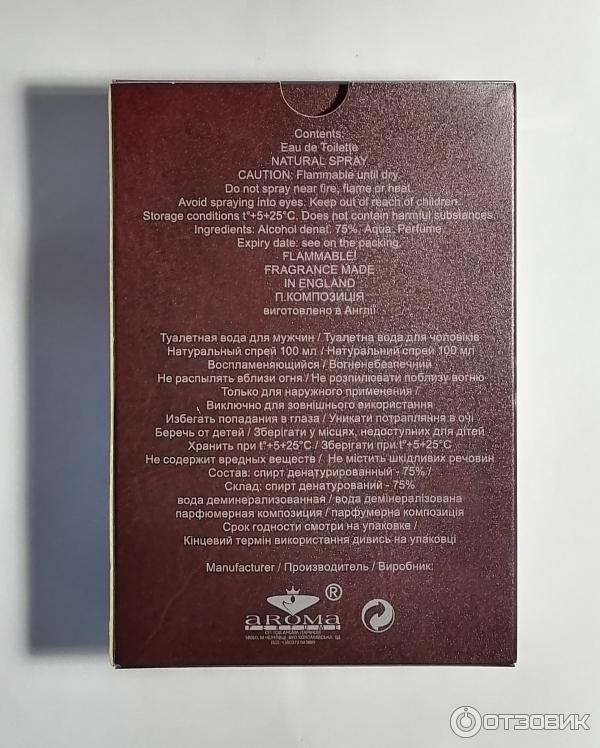 Contents:
Eau de Toilette
NATURAL SPRAY
CAUTION: Flammable until dry.
Do not spray near fire, flame or heat.
Avoid spraying into eyes. Keep out of reach of children.
Storage conditions t°+5+25°C. Does not contain harmful substances.
Ingredients: Alcohol denat. 75%, Aqua, Perfume.
Expiry date: see on the packing.
FLAMMABLE!
FRAGRANCE MADE
IN ENGLAND
П.КОМПОЗИЦІЯ
виготовлено в Англії
Туалетная вода для мужчин / Туалетна вода для чоловіків
Натуральный спрей 100 мл / Натуральний спрей 100 мл
Воспламеняющийся / Вогненебезпечний
Не распылять вблизи огня / Не розпилювати поблизу вогню
Только для наружного применения /
Виключно для зовнішнього використання
Избегать попадания в глаза / Уникати потрапляння в очі
Беречь от детей / Зберігати у місцях, недоступних для дітей
Хранить при t°+5+25°C / Зберігати при t°+5+25°C
Не содержит вредных веществ / Не містить шкідливих речовин
Состав: спирт денатурированный - 75% /
Склад: спирт денатурований - 75%
вода деминерализованная / вода демінералізована
парфюмерная композиция / парфумерна композиція
Срок годности смотри на упаковке /
Кінцевий термін використання дивись на упаковці
Manufacturer / Производитель / Виробник:
®
aROMa
PERFUME
ОТЗОВИК